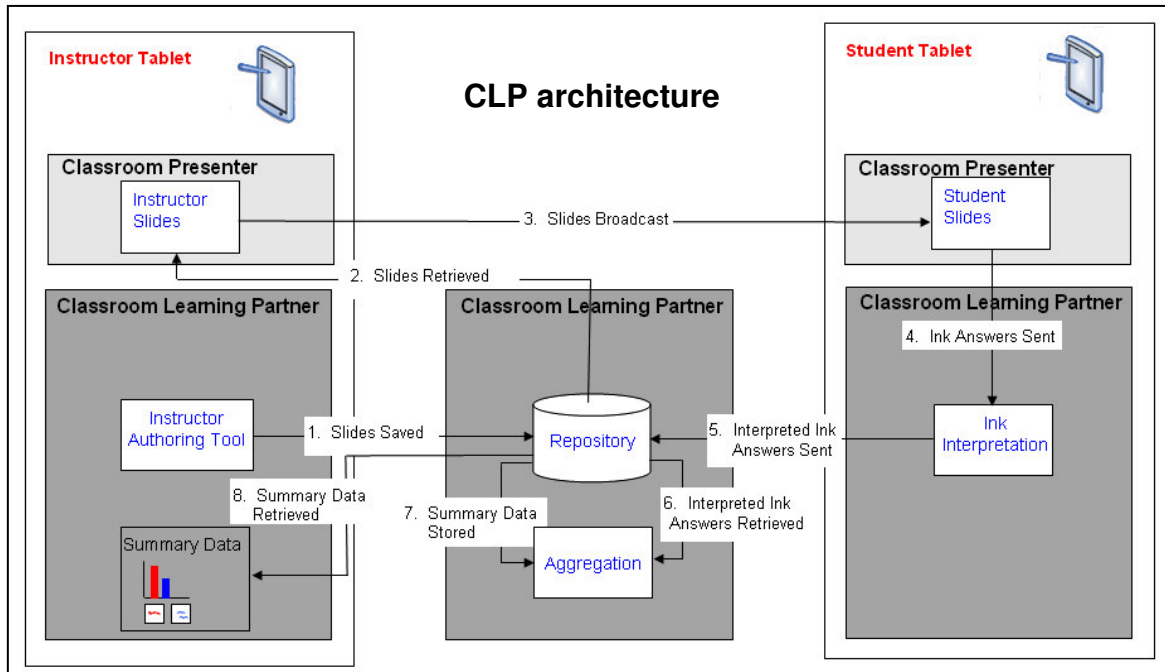 Instructor Tablet
CLP architecture
Student Tablet
Classroom Presenter
Instructor
Slides
Classroom Presenter
Student
Slides
3. Slides Broadcast
2. Slides Retrieved
Classroom Learning Partner
Classroom Learning Partner
Classroom Learning Partner
4. Ink Answers Sent
Instructor
Authoring Tool
1. Slides Saved
Repository
5. Interpreted Ink
Answers Sent
Ink
Interpretation
8. Summary Data
Retrieved
7. Summary Data
Stored
6. Interpreted Ink
Answers Retrieved
Summary Data
Aggregation